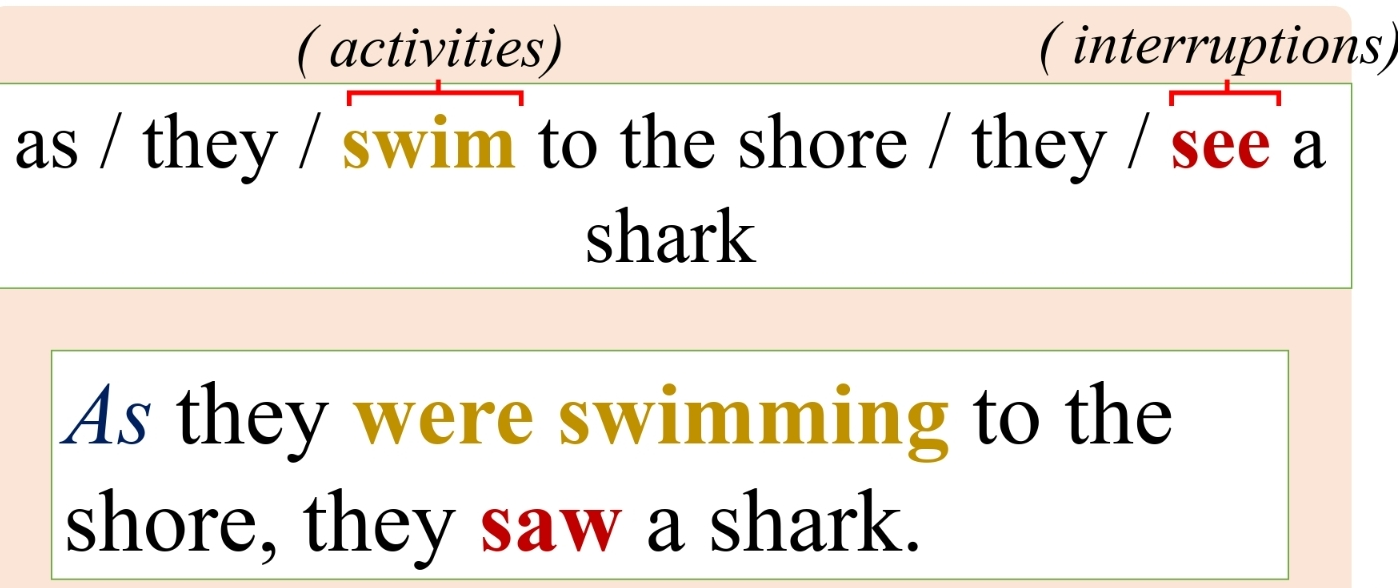 ( activities) ( interruptions)
as / they / swim to the shore / they / see a
shark
As they were swimming to the
shore, they saw a shark.